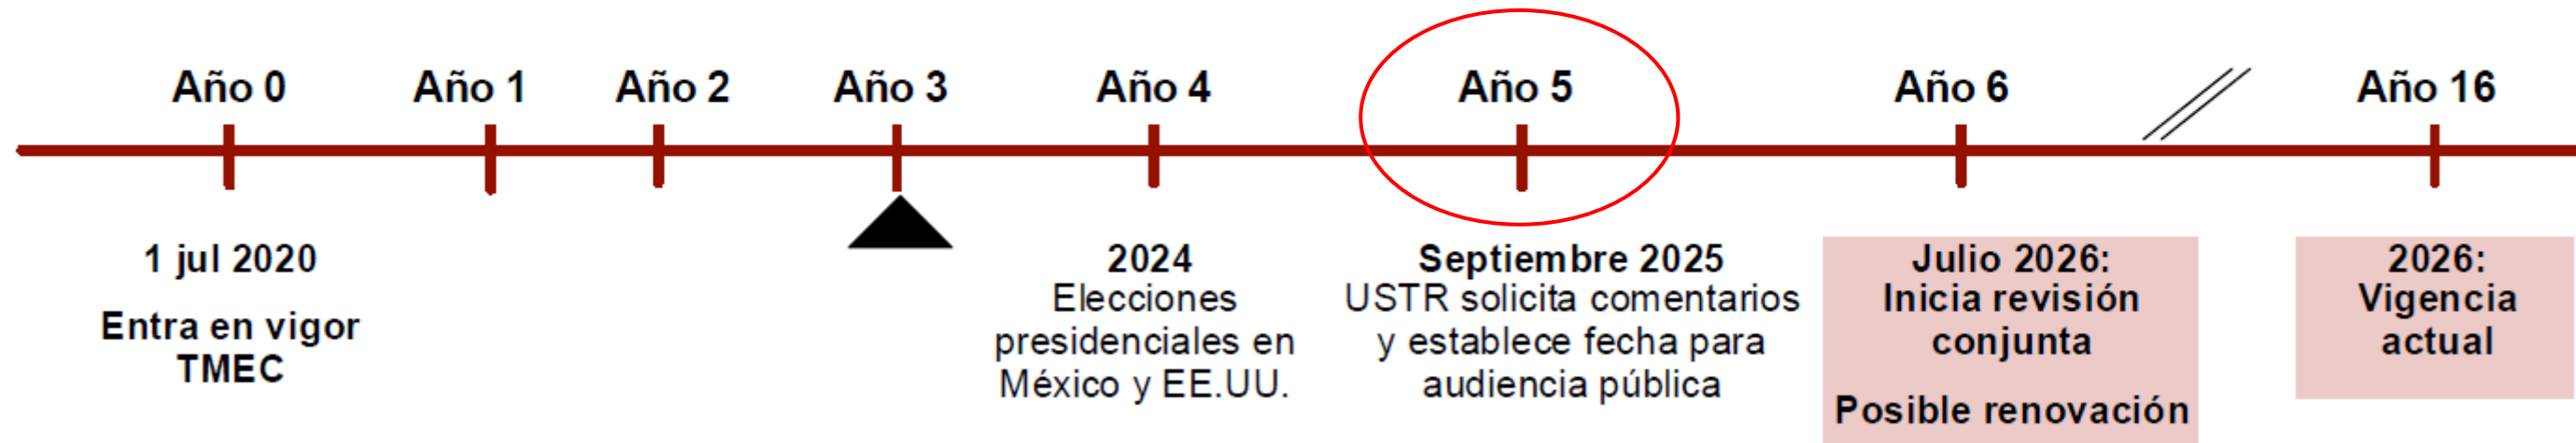 Año 0
Año 1
Año 2
Año 3
Año 4
Año 5
Año 6
Año 16
1 jul 2020
Entra en vigor
TMEC
2024
Elecciones
presidenciales en
México y EE.UU.
Septiembre 2025
USTR solicita comentarios
y establece fecha para
audiencia pública
Julio 2026:
Inicia revisión
conjunta
Posible renovación
2026:
Vigencia
actual